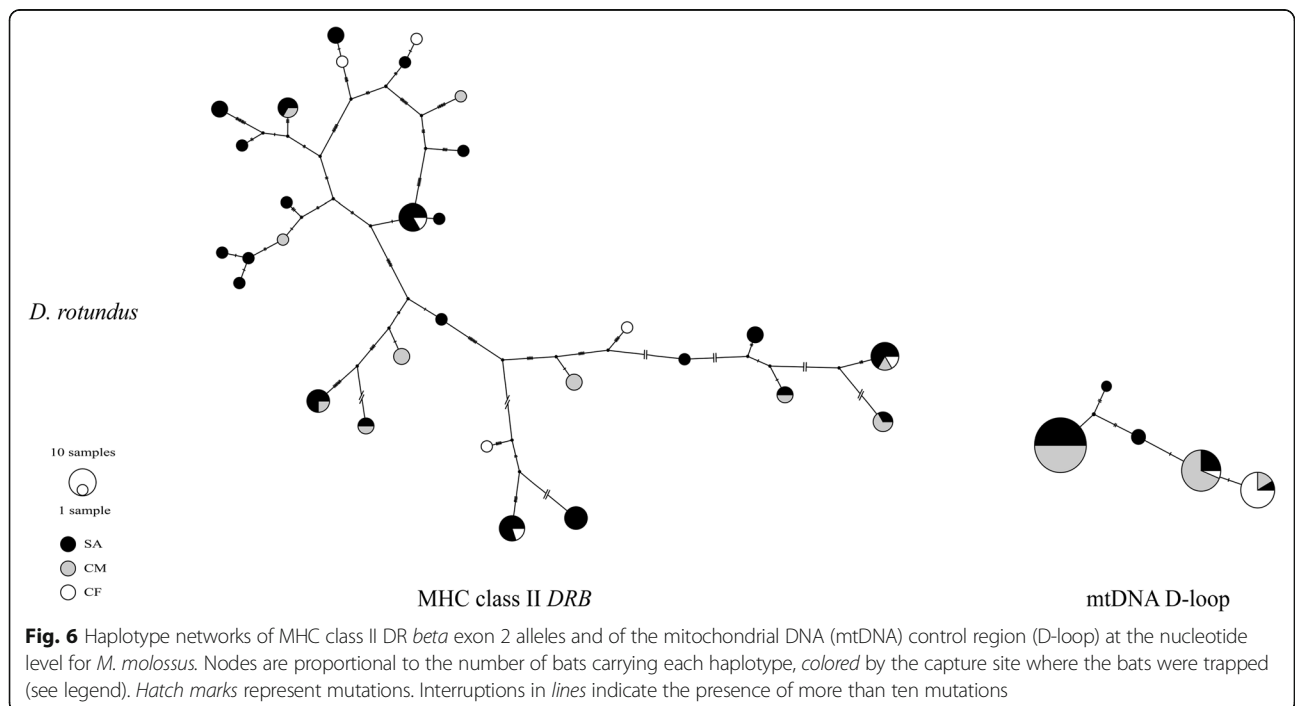 D. rotundus
10 samples
1 sample
SA
CM
CF
MHC class II DRB
mtDNA D-loop
Fig. 6 Haplotype networks of MHC class II DR beta exon 2 alleles and of the mitochondrial DNA (mtDNA) control region (D-loop) at the nucleotide
level for M. molossus. Nodes are proportional to the number of bats carrying each haplotype, colored by the capture site where the bats were trapped
(see legend). Hatch marks represent mutations. Interruptions in lines indicate the presence of more than ten mutations